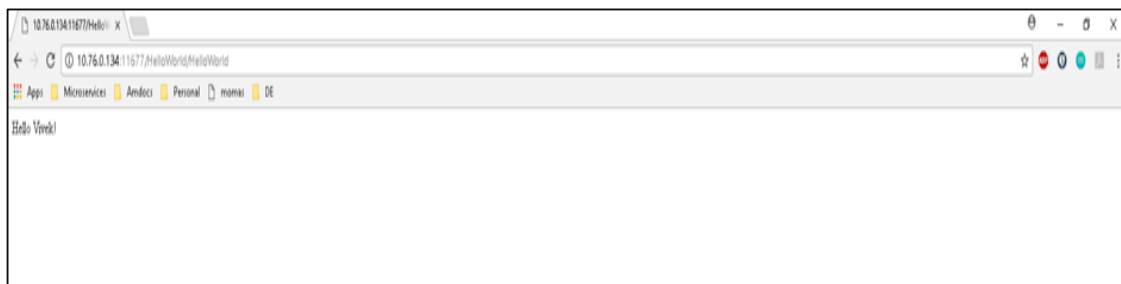 10.76.0.134:11677/Hello
10.76.0.134:11677/HelloWorld/HelloWorld
Apps Microservices Amdocs Personal momas DE
Hello Vivek!